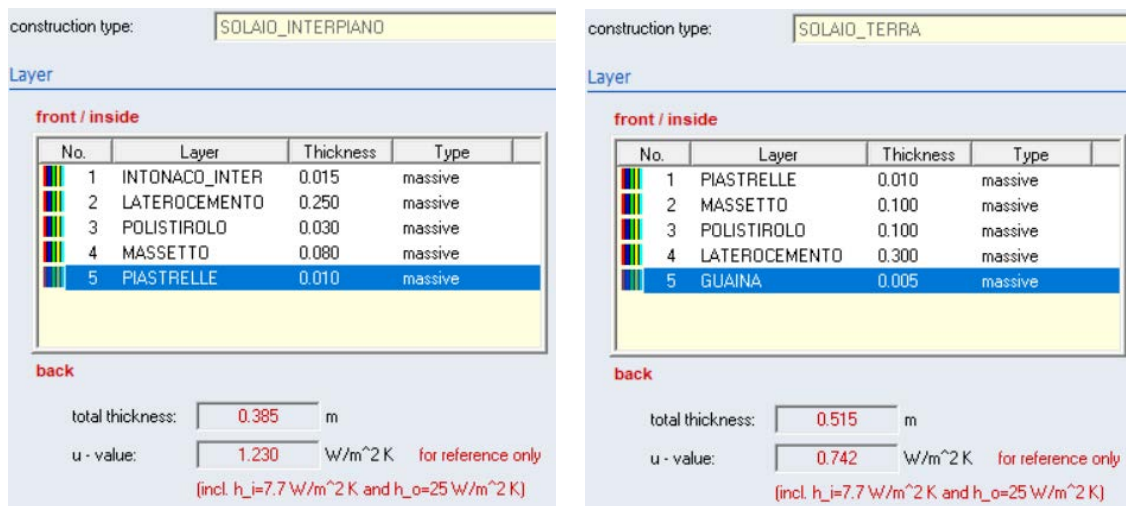 construction type: SOLAIO_INTERPIANO
Layer
front / inside
No. Layer Thickness Type
1 INTONACO_INTER 0.015 massive
2 LATEROCEMENTO 0.250 massive
3 POLISTIROLO 0.030 massive
4 MASSETTO 0.080 massive
5 PIASTRELLE 0.010 massive
back
total thickness: 0.385 m
u - value: 1.230 W/m^2 K for reference only
(incl. h_i=7.7 W/m^2 K and h_o=25 W/m^2 K)
construction type: SOLAIO_TERRA
Layer
front / inside
No. Layer Thickness Type
1 PIASTRELLE 0.010 massive
2 MASSETTO 0.100 massive
3 POLISTIROLO 0.100 massive
4 LATEROCEMENTO 0.300 massive
5 GUAINA 0.005 massive
back
total thickness: 0.515 m
u - value: 0.742 W/m^2 K for reference only
(incl. h_i=7.7 W/m^2 K and h_o=25 W/m^2 K)